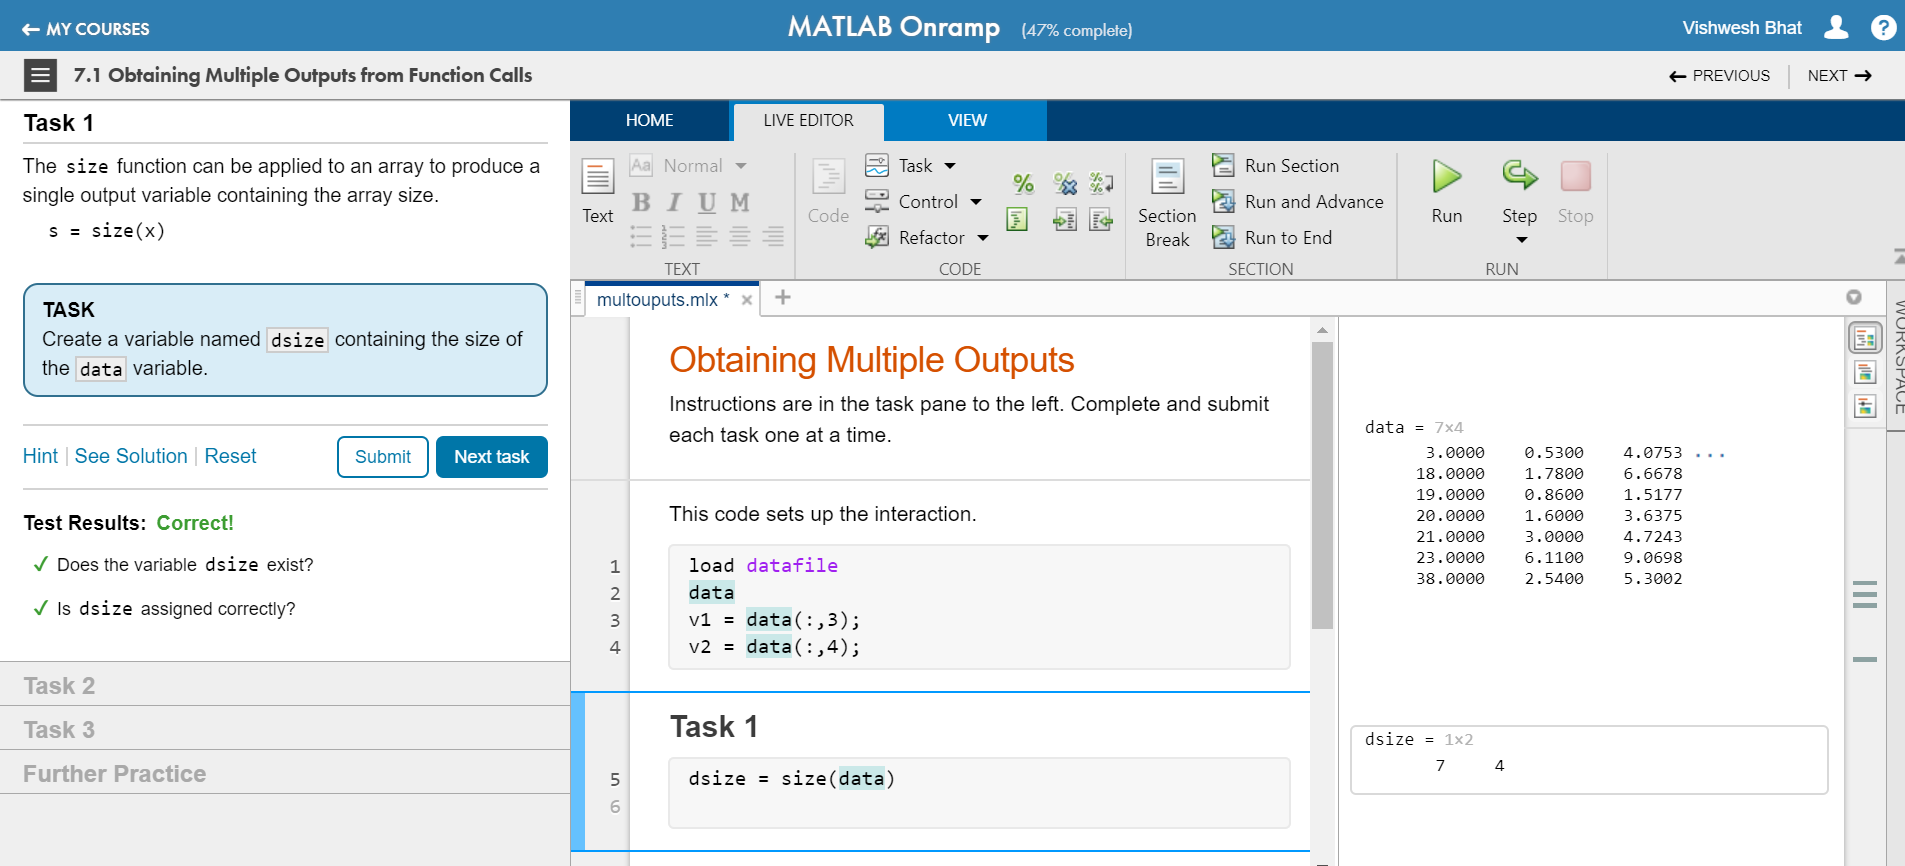 ← MY COURSES
MATLAB Onramp (47% complete)
Vishwesh Bhat
?
7.1 Obtaining Multiple Outputs from Function Calls
← PREVIOUS
NEXT →
Task 1
The size function can be applied to an array to produce a
single output variable containing the array size.
s = size(x)
TASK
Create a variable named dsize containing the size of
the data variable.
Hint
See Solution
Reset
Submit
Next task
Test Results: Correct!
✓ Does the variable dsize exist?
✓ Is dsize assigned correctly?
Task 2
Task 3
Further Practice
HOME
LIVE EDITOR
VIEW
Text
Aa Normal
B I U M
TEXT
Code
Task
Control
Refactor
CODE
Section
Break
Run Section
Run and Advance
Run to End
SECTION
Run
Step
Stop
RUN
multouputs.mlx * ×
+
WORKSPACE
Obtaining Multiple Outputs
Instructions are in the task pane to the left. Complete and submit
each task one at a time.
This code sets up the interaction.
1 load datafile
2 data
3 v1 = data(:,3);
4 v2 = data(:,4);
Task 1
5 dsize = size(data)
6
data = 7×4
3.0000 0.5300 4.0753 ...
18.0000 1.7800 6.6678
19.0000 0.8600 1.5177
20.0000 1.6000 3.6375
21.0000 3.0000 4.7243
23.0000 6.1100 9.0698
38.0000 2.5400 5.3002
dsize = 1×2
7 4